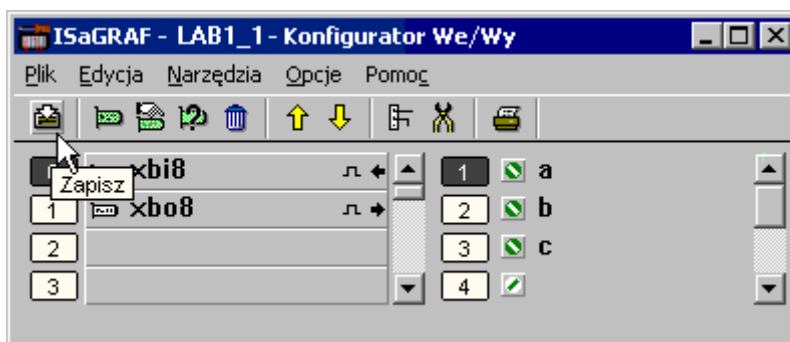 ISaGRAF - LAB1_1 - Konfigurator We/Wy
Plik Edycja Narzędzia Opcje Pomoc
xbi8 1 a
Zapisz
1 xbo8 2 b
2 3 c
3 4